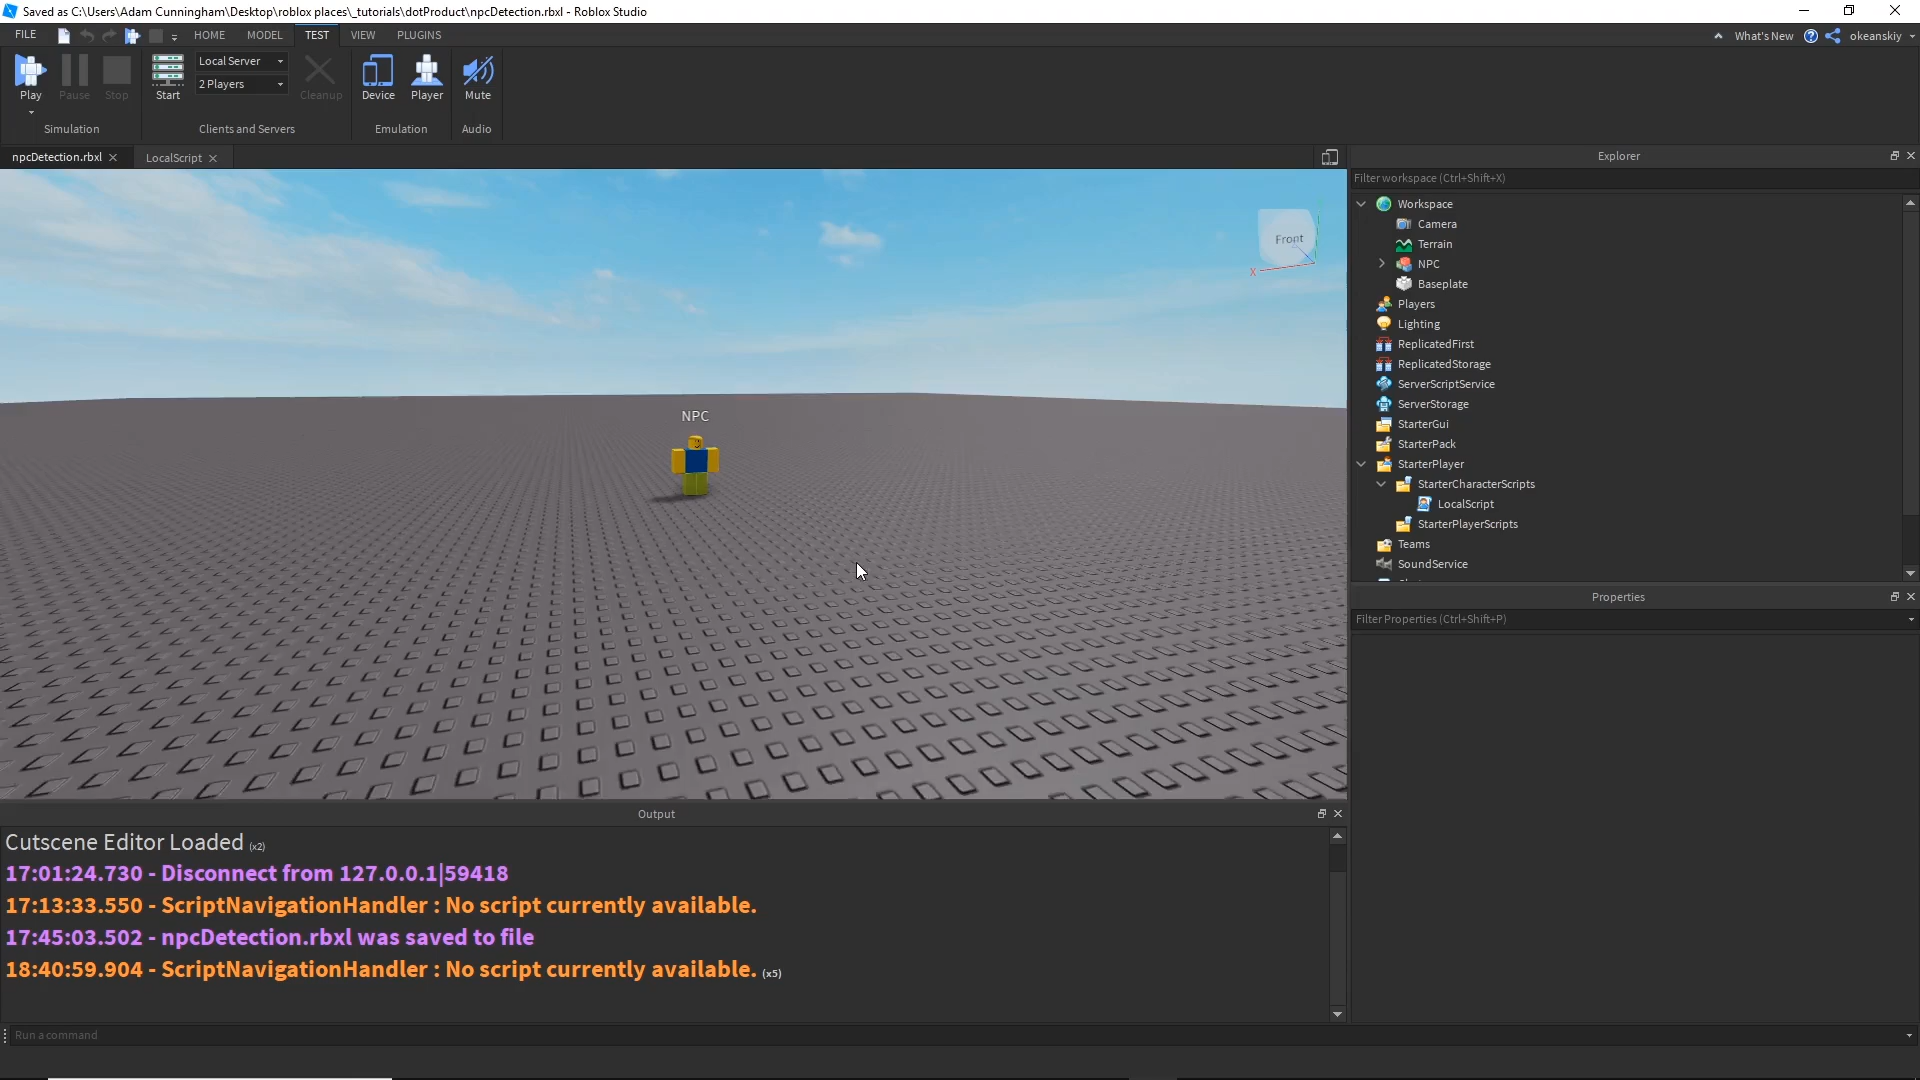 Saved as C:\Users\Adam Cunningham\Desktop\roblox places\_tutorials\dotProduct\npcDetection.rbxl - Roblox Studio
FILE HOME MODEL TEST VIEW PLUGINS What's New okeanskiy
Play Pause Stop
Simulation
Start Local Server
2 Players
Cleanup
Clients and Servers
Device Player
Emulation
Mute
Audio
npcDetection.rbxl LocalScript
Front
X
NPC
Explorer
Filter workspace (Ctrl+Shift+X)
Workspace
Camera
Terrain
NPC
Baseplate
Players
Lighting
ReplicatedFirst
ReplicatedStorage
ServerScriptService
ServerStorage
StarterGui
StarterPack
StarterPlayer
StarterCharacterScripts
LocalScript
StarterPlayerScripts
Teams
SoundService
Properties
Filter Properties (Ctrl+Shift+P)
Output
Cutscene Editor Loaded (x2)
17:01:24.730 - Disconnect from 127.0.0.1|59418
17:13:33.550 - ScriptNavigationHandler : No script currently available.
17:45:03.502 - npcDetection.rbxl was saved to file
18:40:59.904 - ScriptNavigationHandler : No script currently available. (x5)
Run a command